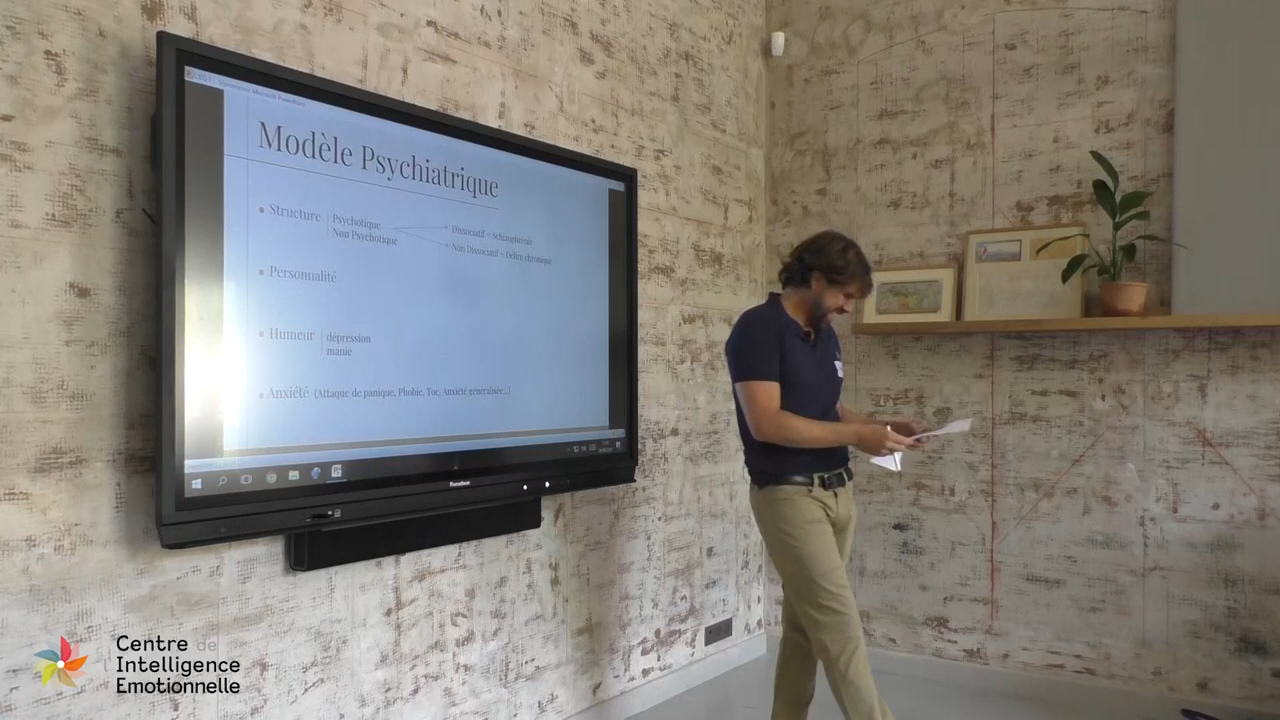 Modèle Psychiatrique
• Structure | Psychotique
Non Psychotique
Dissociatif - Schizophrénie
Non Dissociatif - Délire chronique
• Personnalité
• Humeur | dépression
manie
• Anxiété (Attaque de panique, Phobie, Toc, Anxiété généralisée...)
Promethean
Centre de
l'Intelligence
Emotionnelle